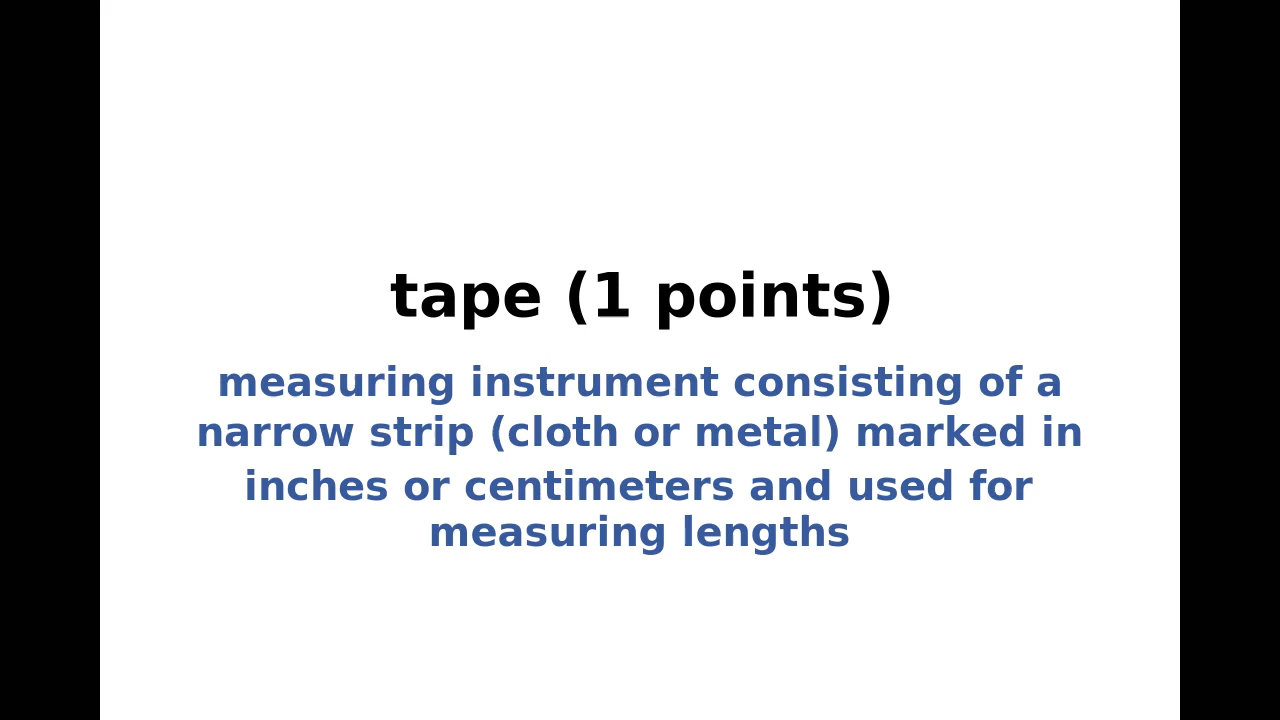 tape (1 points)
measuring instrument consisting of a
narrow strip (cloth or metal) marked in
inches or centimeters and used for
measuring lengths